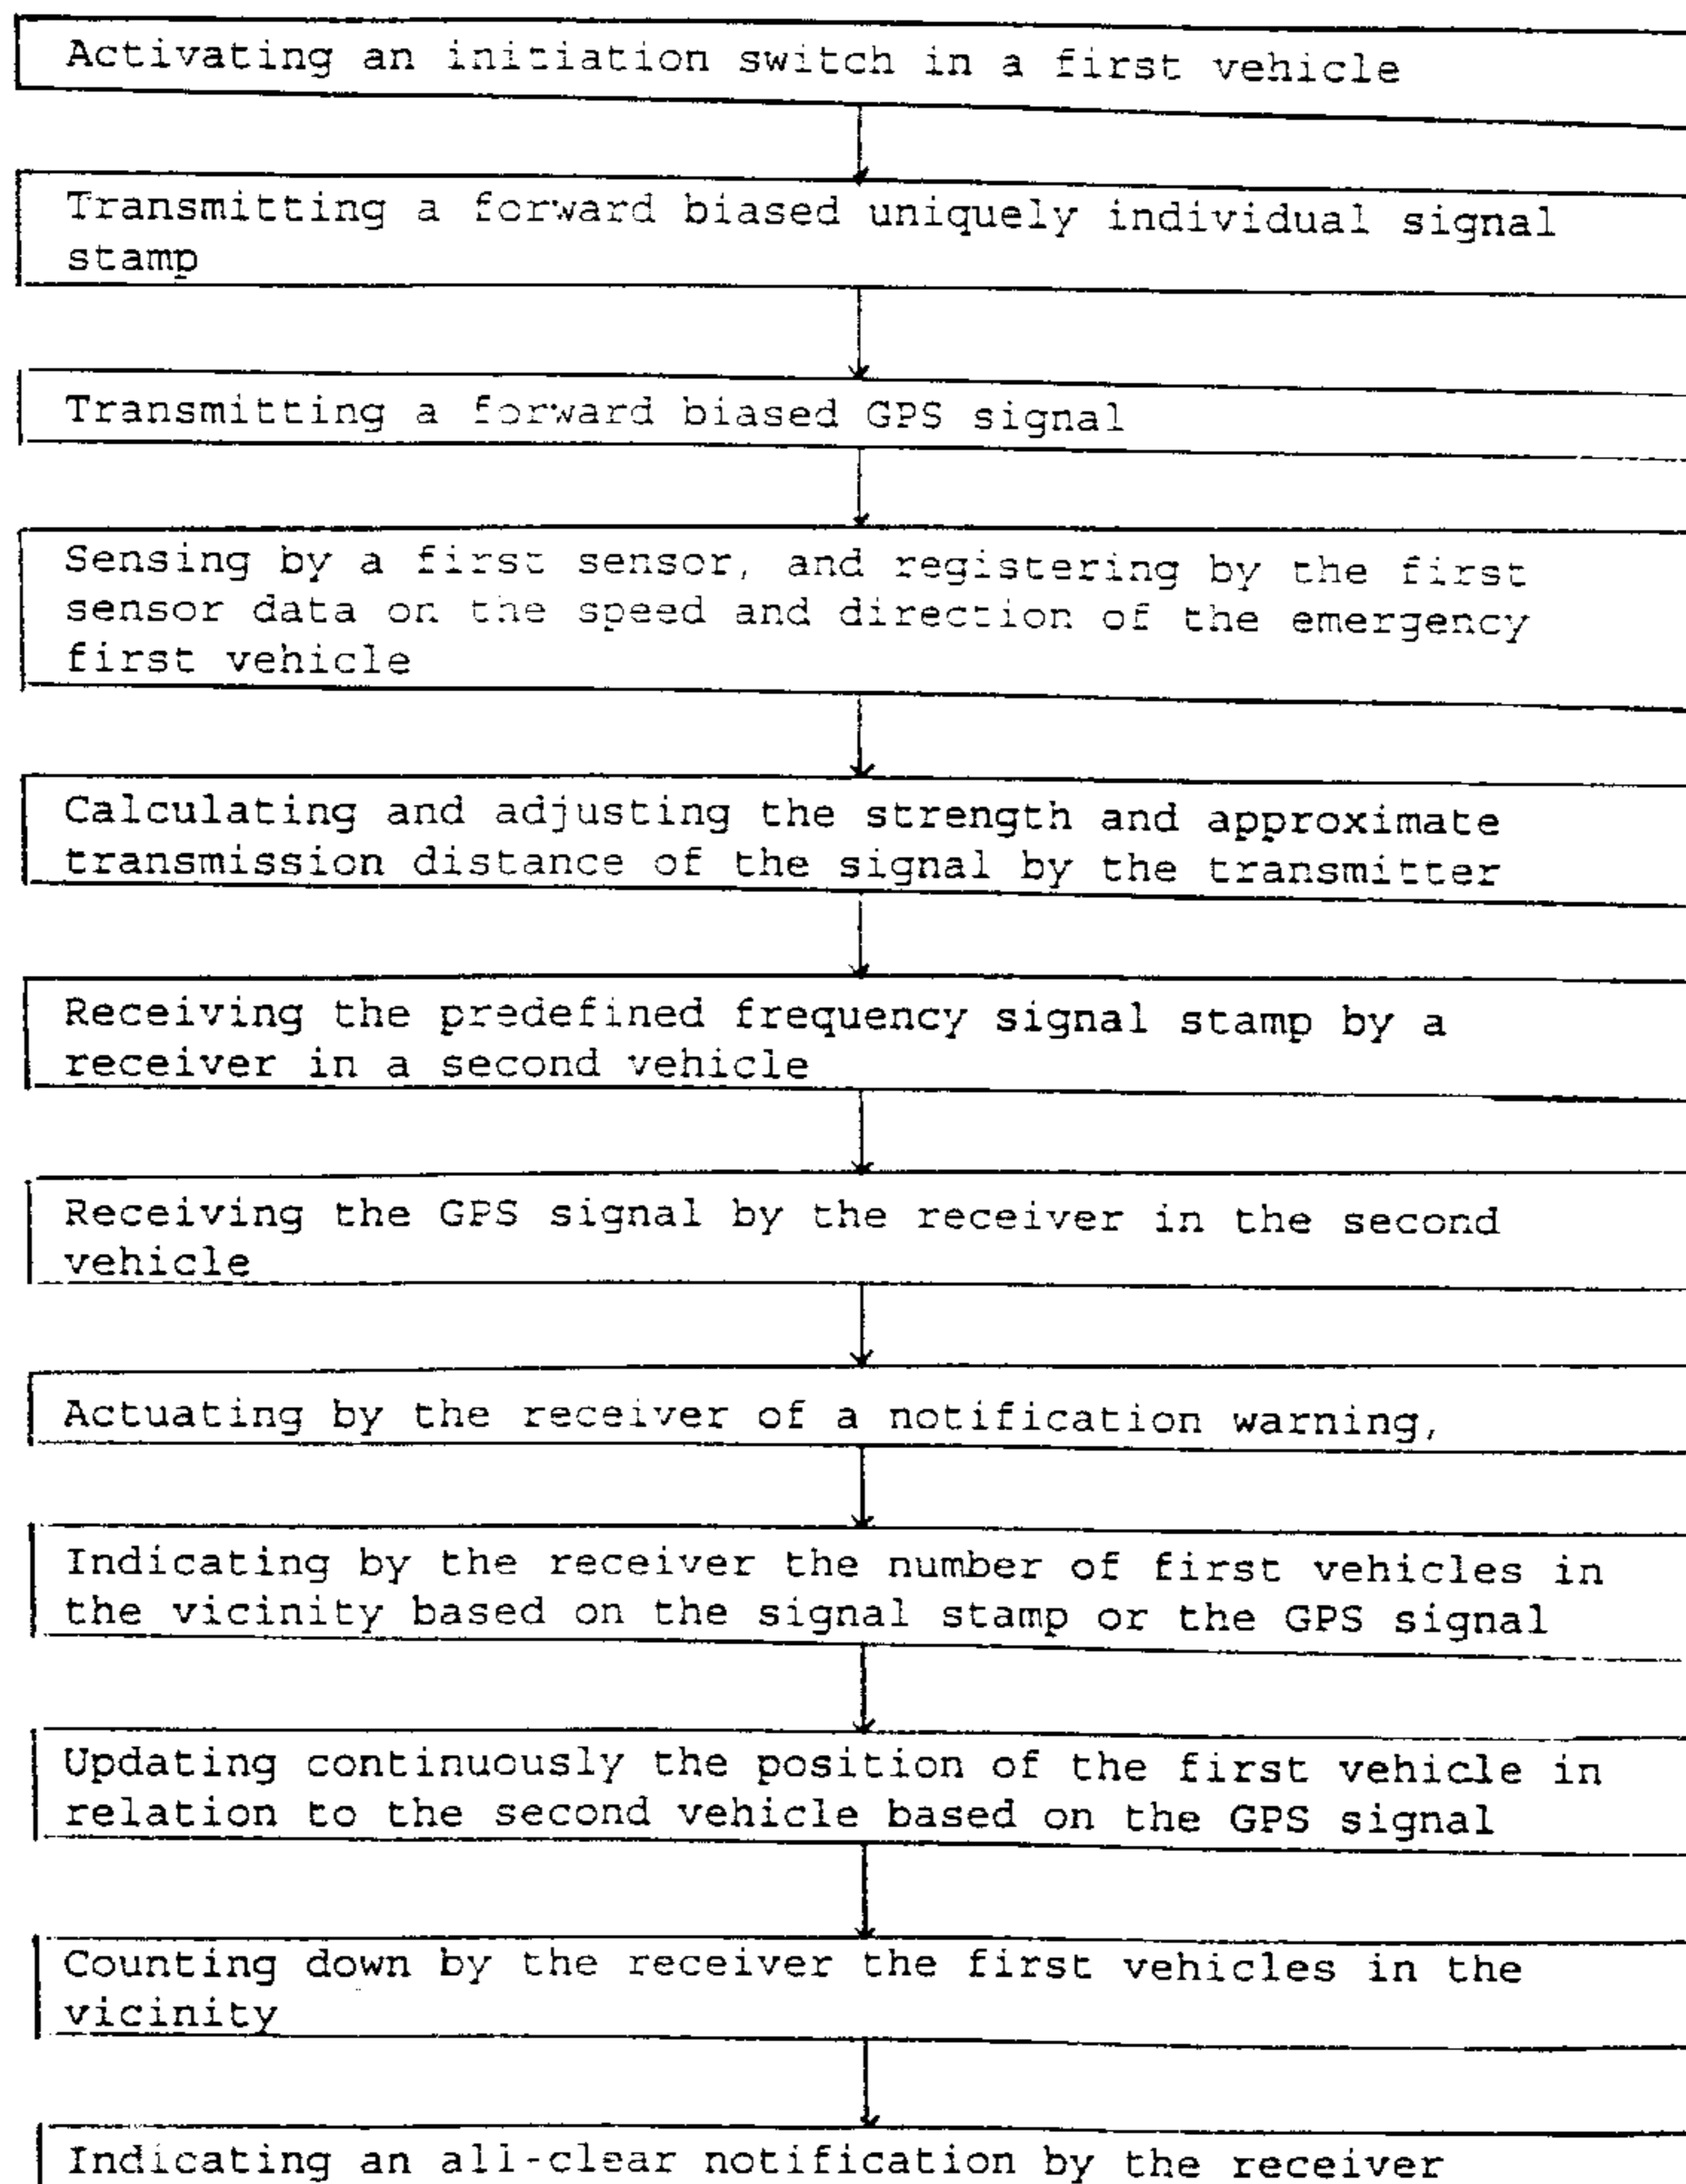 Activating an initiation switch in a first vehicle
Transmitting a forward biased uniquely individual signal
stamp
Transmitting a forward biased GPS signal
Sensing by a first sensor, and registering by the first
sensor data on the speed and direction of the emergency
first vehicle
Calculating and adjusting the strength and approximate
transmission distance of the signal by the transmitter
Receiving the predefined frequency signal stamp by a
receiver in a second vehicle
Receiving the GPS signal by the receiver in the second
vehicle
Actuating by the receiver of a notification warning,
Indicating by the receiver the number of first vehicles in
the vicinity based on the signal stamp or the GPS signal
Updating continuously the position of the first vehicle in
relation to the second vehicle based on the GPS signal
Counting down by the receiver the first vehicles in the
vicinity
Indicating an all-clear notification by the receiver